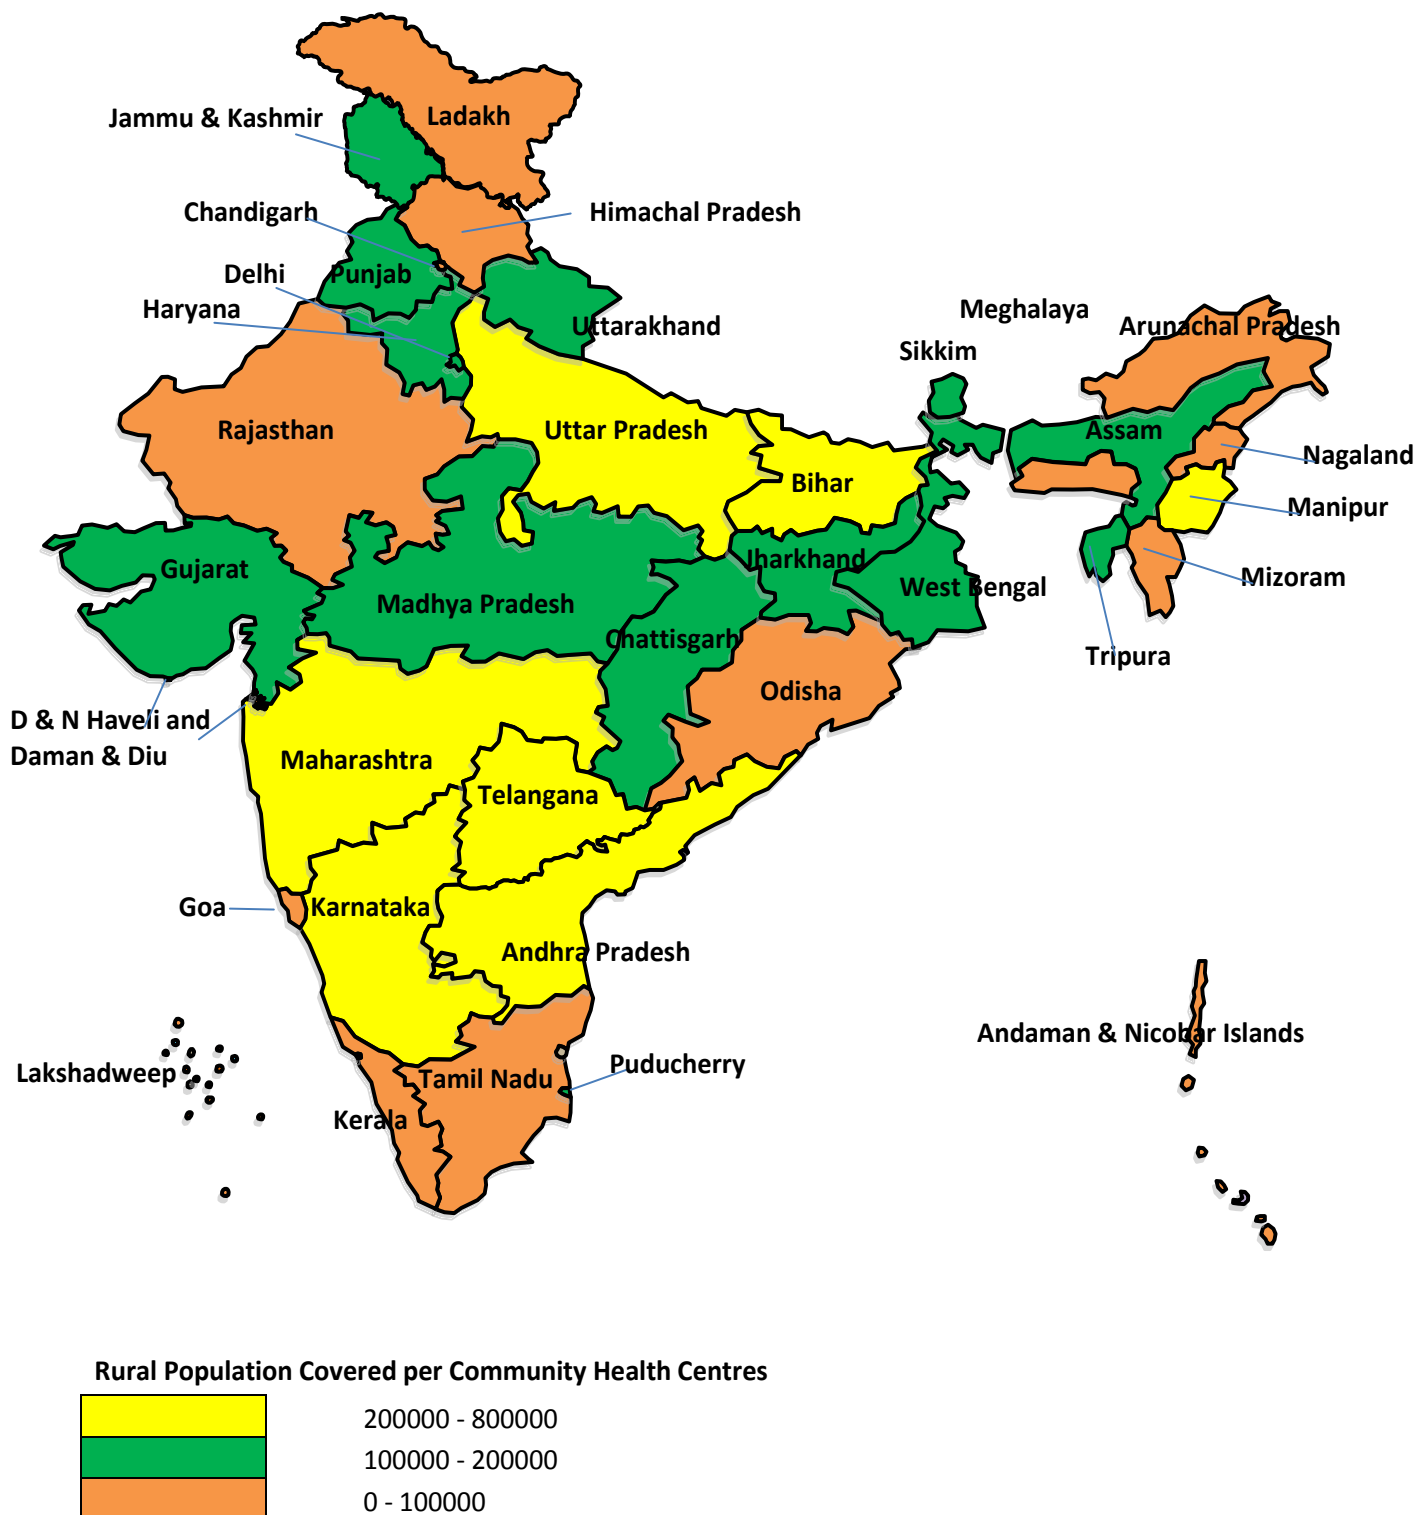 Ladakh
Jammu & Kashmir
Chandigarh
Himachal Pradesh
Delhi
Punjab
Haryana
Uttarakhand
Meghalaya
Arunachal Pradesh
Sikkim
Rajasthan
Uttar Pradesh
Assam
Nagaland
Bihar
Manipur
Gujarat
Jharkhand
Mizoram
Madhya Pradesh
West Bengal
Chattisgarh
Tripura
Odisha
D & N Haveli and
Daman & Diu
Maharashtra
Telangana
Goa
Karnataka
Andhra Pradesh
Andaman & Nicobar Islands
Lakshadweep
Tamil Nadu
Puducherry
Kerala
Rural Population Covered per Community Health Centres
200000 - 800000
100000 - 200000
0 - 100000